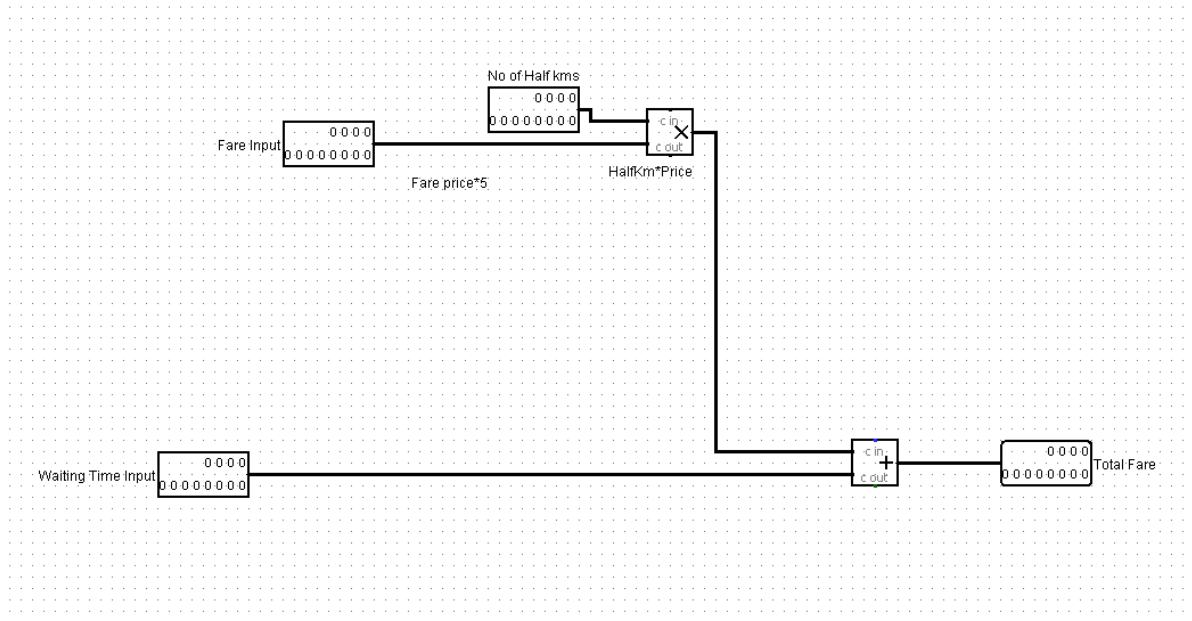 No of Half kms
0 0 0 0
0 0 0 0 0 0 0 0
c in
c out
HalfKm*Price
Fare Input
0 0 0 0
0 0 0 0 0 0 0 0
Fare price*5
Waiting Time Input
0 0 0 0
0 0 0 0 0 0 0 0
c in
+
c out
0 0 0 0
0 0 0 0 0 0 0 0
Total Fare